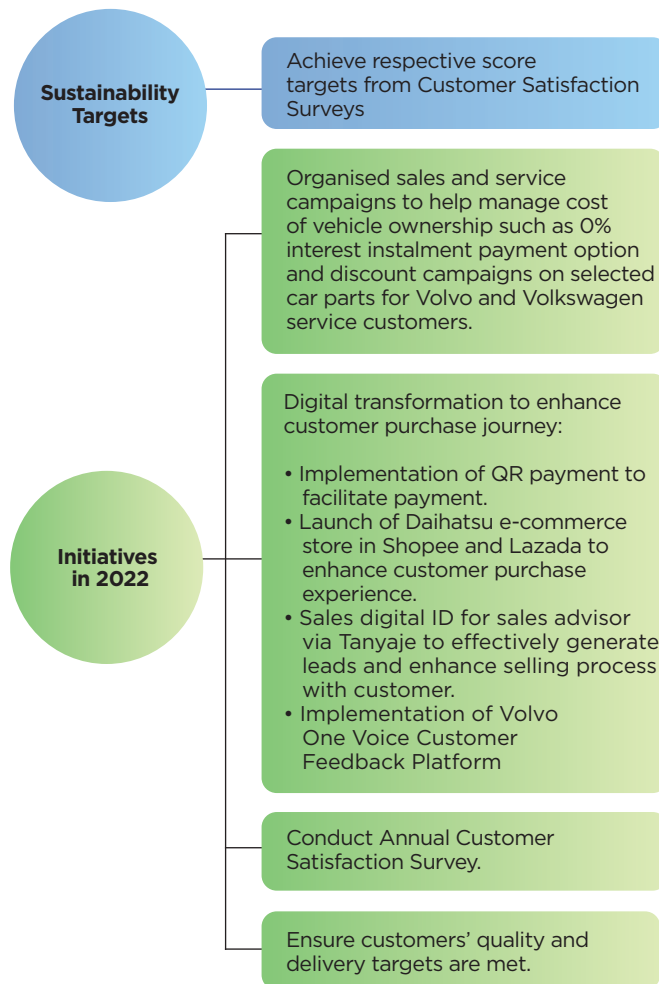 Sustainability
Targets
Achieve respective score
targets from Customer Satisfaction
Surveys
Initiatives
in 2022
Organised sales and service
campaigns to help manage cost
of vehicle ownership such as 0%
interest instalment payment option
and discount campaigns on selected
car parts for Volvo and Volkswagen
service customers.
Digital transformation to enhance
customer purchase journey:
• Implementation of QR payment to
facilitate payment.
• Launch of Daihatsu e-commerce
store in Shopee and Lazada to
enhance customer purchase
experience.
• Sales digital ID for sales advisor
via Tanyaje to effectively generate
leads and enhance selling process
with customer.
• Implementation of Volvo
One Voice Customer
Feedback Platform
Conduct Annual Customer
Satisfaction Survey.
Ensure customers’ quality and
delivery targets are met.